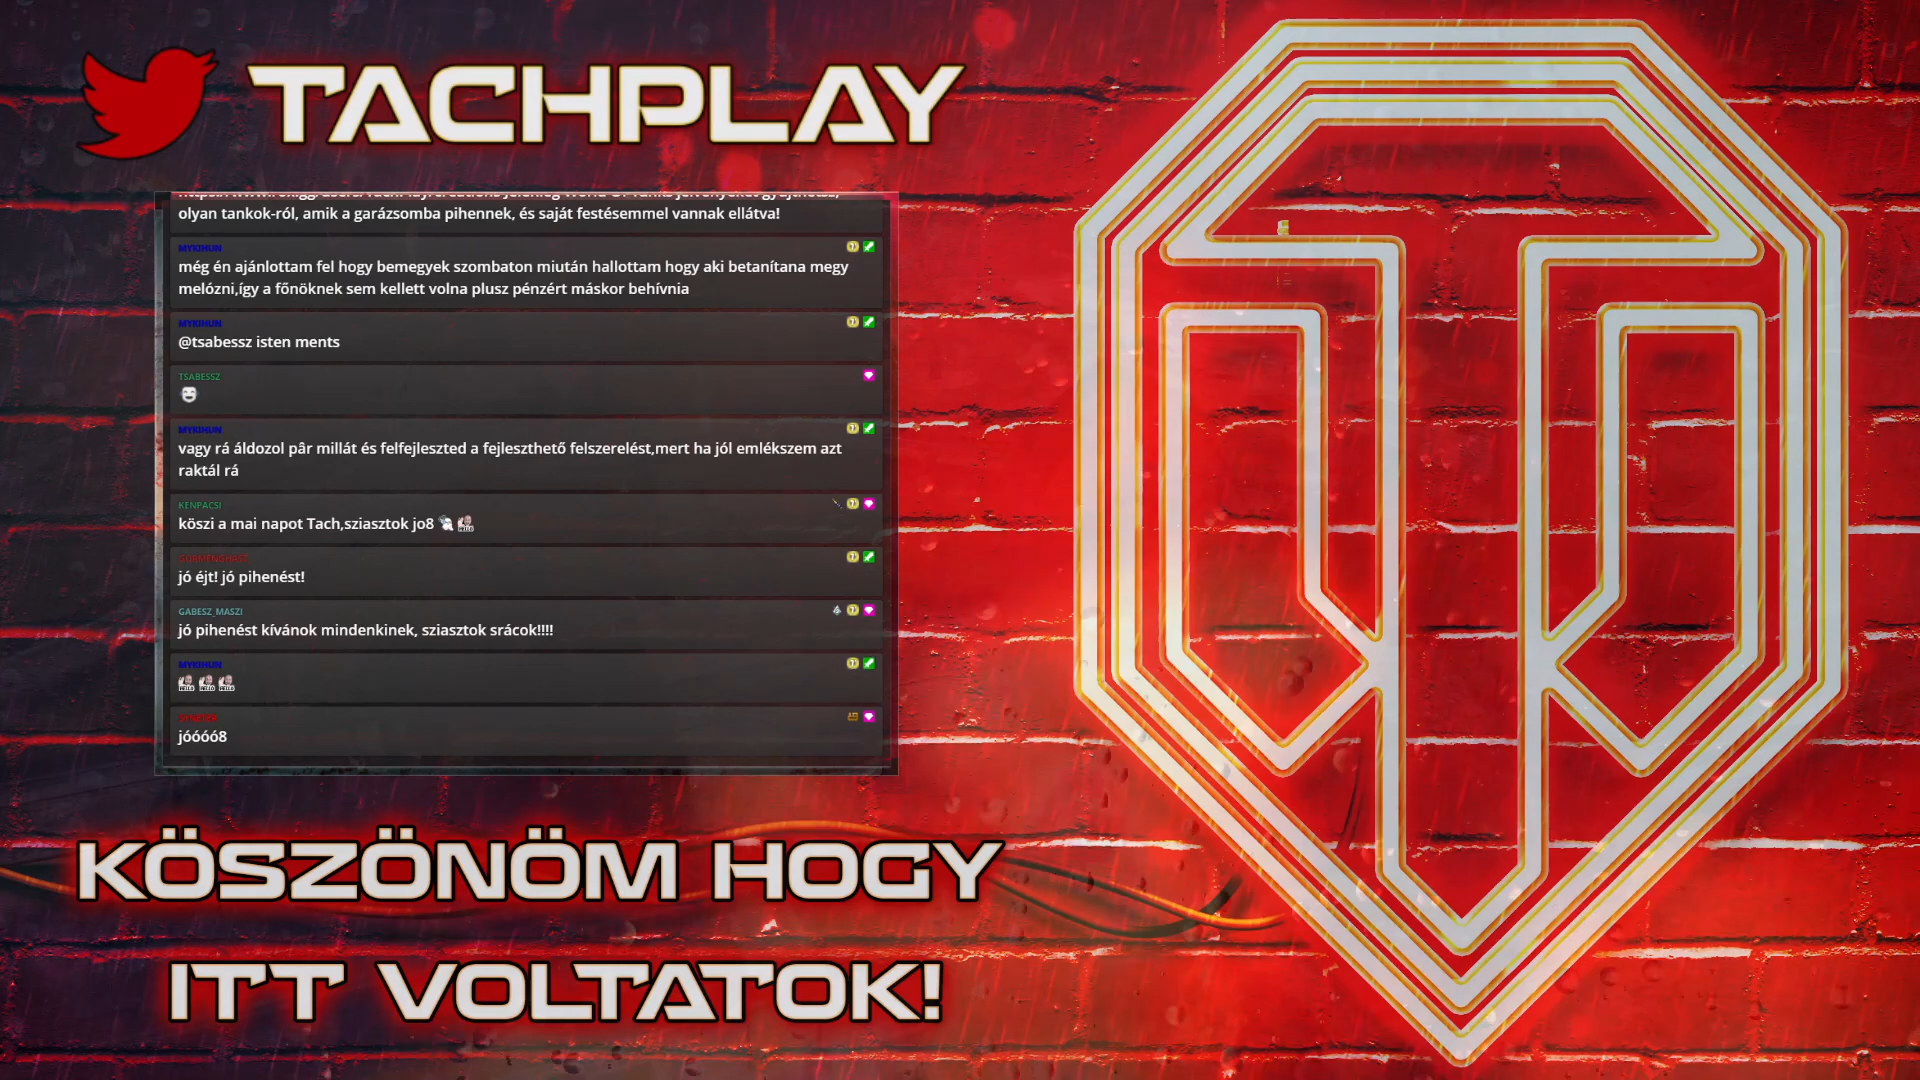 TACHPLAY
olyan tankok-ról, amik a garázsomba pihennek, és saját festésemmel vannak ellátva!
MYKIHUN
még én ajánlottam fel hogy bemegyek szombaton miután hallottam hogy aki betanítana megy
melózni,így a főnöknek sem kellett volna plusz pénzért máskor behívnia
MYKIHUN
@tsabessz isten ments
TSABESSZ
MYKIHUN
vagy rá áldozol pâr millát és felfejleszted a fejleszthető felszerelést,mert ha jól emlékszem azt
raktál rá
KENPACSI
köszi a mai napot Tach,sziasztok jo8
jó éjt! jó pihenést!
GABESZ_MASZI
jó pihenést kívánok mindenkinek, sziasztok srácok!!!!
MYKIHUN
jóóóó8
KÖSZÖNÖM HOGY
ITT VOLTATOK!